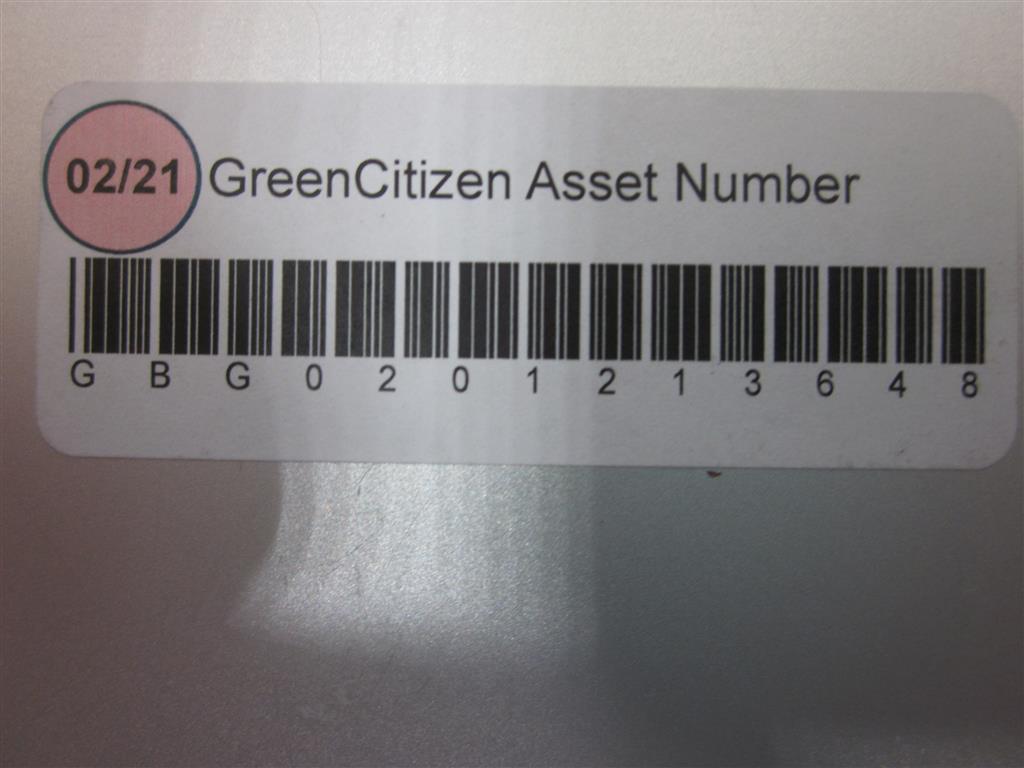 02/21 GreenCitizen Asset Number
G B G 0 2 0 1 2 1 3 6 4 8